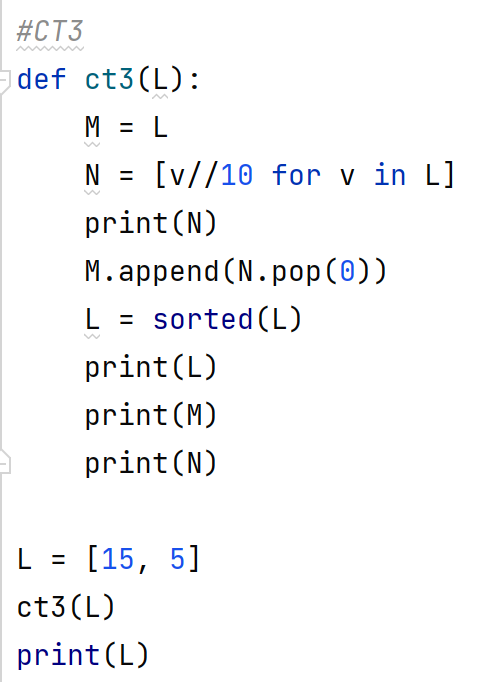 #CT3
def ct3(L):
    M = L
    N = [v//10 for v in L]
    print(N)
    M.append(N.pop(0))
    L = sorted(L)
    print(L)
    print(M)
    print(N)

L = [15, 5]
ct3(L)
print(L)